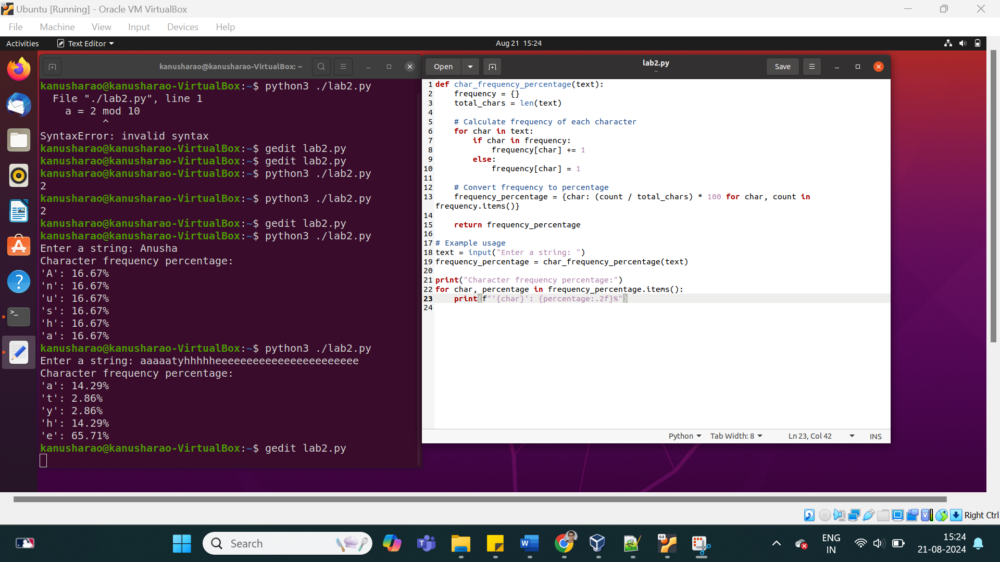 Ubuntu [Running] - Oracle VM VirtualBox
File Machine View Input Devices Help
Activities Text Editor Aug 21 15:24
kanusharao@kanusharao-VirtualBox: ~
kanusharao@kanusharao-VirtualBox:~$ python3 ./lab2.py
  File "./lab2.py", line 1
    a = 2 mod 10
          ^
SyntaxError: invalid syntax
kanusharao@kanusharao-VirtualBox:~$ gedit lab2.py
kanusharao@kanusharao-VirtualBox:~$ gedit lab2.py
kanusharao@kanusharao-VirtualBox:~$ python3 ./lab2.py
2
kanusharao@kanusharao-VirtualBox:~$ python3 ./lab2.py
2
kanusharao@kanusharao-VirtualBox:~$ gedit lab2.py
kanusharao@kanusharao-VirtualBox:~$ python3 ./lab2.py
Enter a string: Anusha
Character frequency percentage:
'A': 16.67%
'n': 16.67%
'u': 16.67%
's': 16.67%
'h': 16.67%
'a': 16.67%
kanusharao@kanusharao-VirtualBox:~$ python3 ./lab2.py
Enter a string: aaaaatyhhhhheeeeeeeeeeeeeeeeeeeeeee
Character frequency percentage:
'a': 14.29%
't': 2.86%
'y': 2.86%
'h': 14.29%
'e': 65.71%
kanusharao@kanusharao-VirtualBox:~$ gedit lab2.py
Open lab2.py Save
~
1 def char_frequency_percentage(text):
2     frequency = {}
3     total_chars = len(text)
4
5     # Calculate frequency of each character
6     for char in text:
7         if char in frequency:
8             frequency[char] += 1
9         else:
10             frequency[char] = 1
11
12     # Convert frequency to percentage
13     frequency_percentage = {char: (count / total_chars) * 100 for char, count in
frequency.items()}
14
15     return frequency_percentage
16
17 # Example usage
18 text = input("Enter a string: ")
19 frequency_percentage = char_frequency_percentage(text)
20
21 print("Character frequency percentage:")
22 for char, percentage in frequency_percentage.items():
23     print(f"'{char}': {percentage:.2f}%")
24
Python Tab Width: 8 Ln 23, Col 42 INS
Right Ctrl
Search
ENG
IN
15:24
21-08-2024